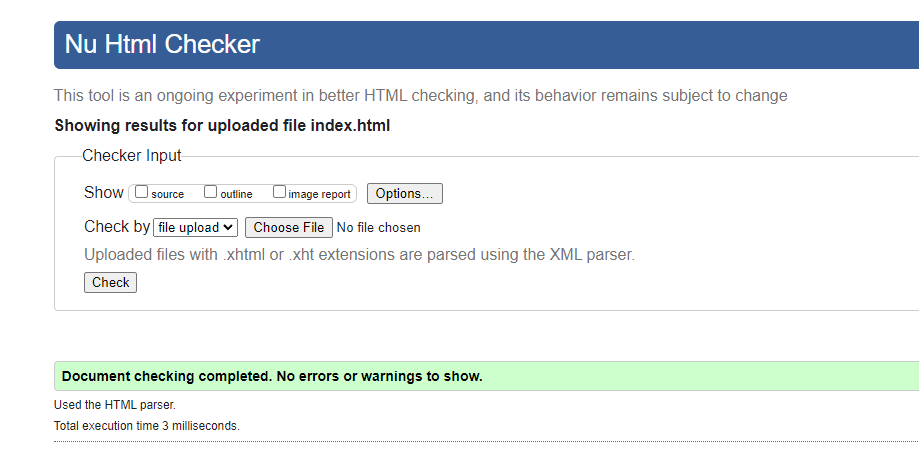 Nu Html Checker
This tool is an ongoing experiment in better HTML checking, and its behavior remains subject to change
Showing results for uploaded file index.html
Checker Input
Show source outline image report Options...
Check by file upload Choose File No file chosen
Uploaded files with .xhtml or .xht extensions are parsed using the XML parser.
Check
Document checking completed. No errors or warnings to show.
Used the HTML parser.
Total execution time 3 milliseconds.